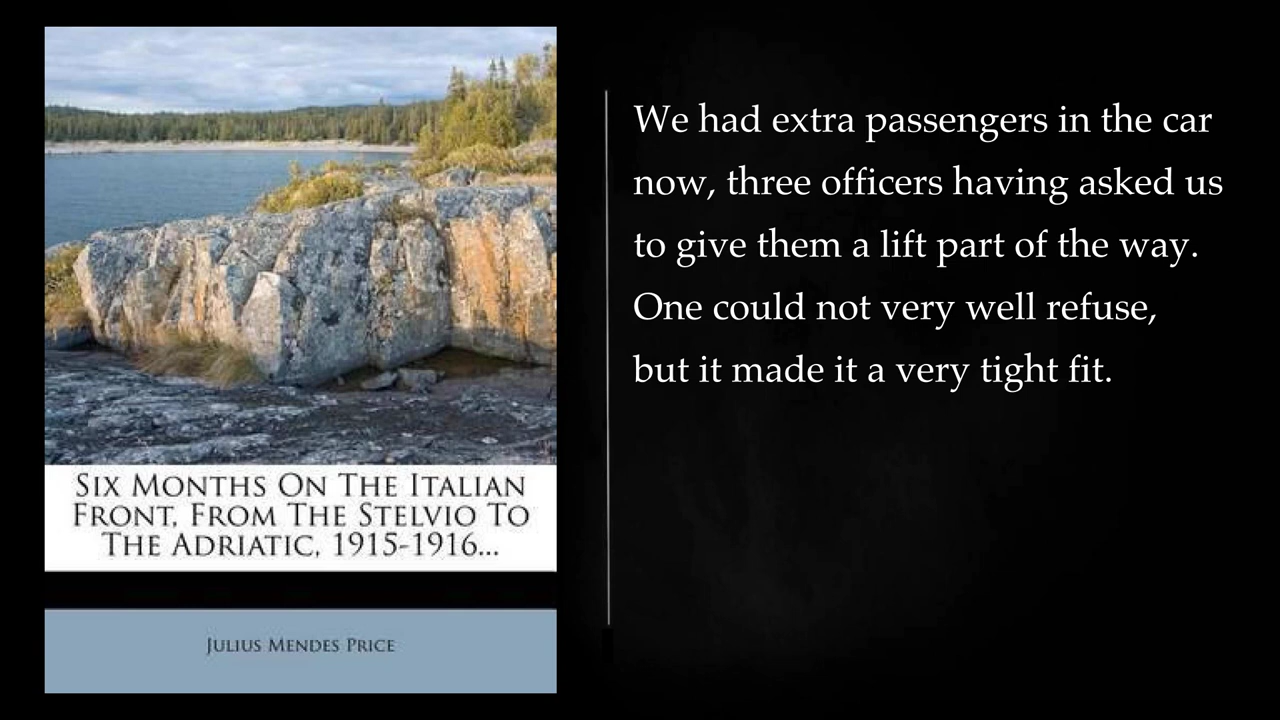 We had extra passengers in the car
now, three officers having asked us
to give them a lift part of the way.
One could not very well refuse,
but it made it a very tight fit.
Six Months On The Italian
Front, From The Stelvio To
The Adriatic, 1915-1916...
Julius Mendes Price